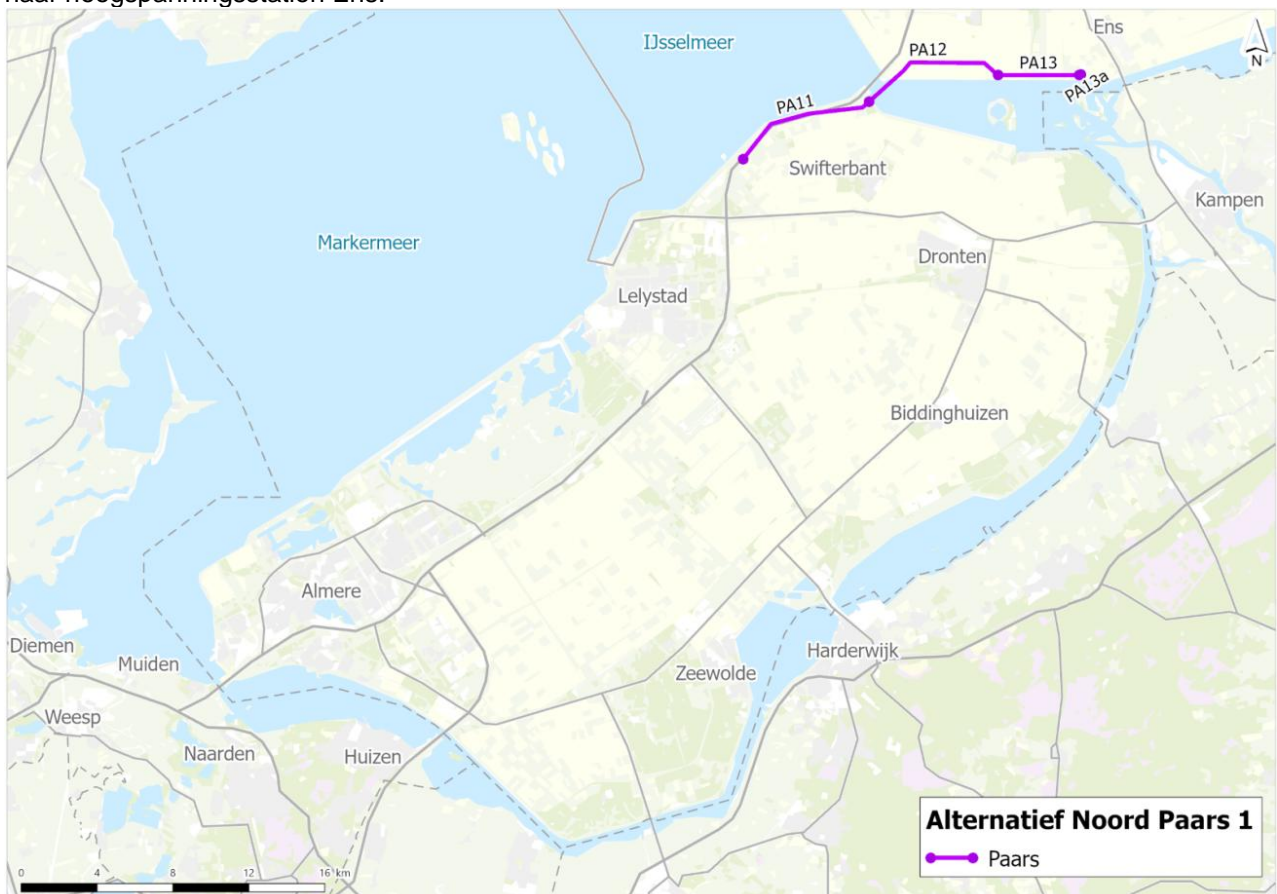 naar hoogspanningsstation Ens.
IJsselmeer
Ens
N
PA12
PA13
PA13a
PA11
Swifterbant
Kampen
Markermeer
Dronten
Lelystad
Biddinghuizen
Almere
Diemen
Muiden
Harderwijk
Zeewolde
Weesp
Naarden
Huizen
Alternatief Noord Paars 1
Paars
0 4 8 12 16 km